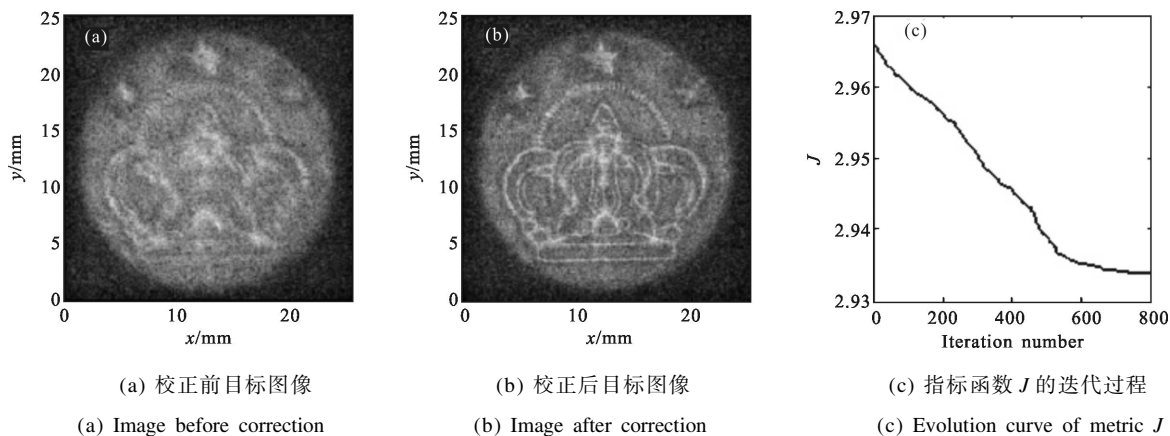 (a)
25
20
15
10
5
0
y/mm
0 10 20
x/mm
(b)
25
20
15
10
5
0
y/mm
0 10 20
x/mm
(c)
2.97
2.96
2.95
2.94
2.93
J
0 200 400 600 800
Iteration number
(a) 校正前目标图像
(b) 校正后目标图像
(c) 指标函数 J 的迭代过程
(a) Image before correction
(b) Image after correction
(c) Evolution curve of metric J